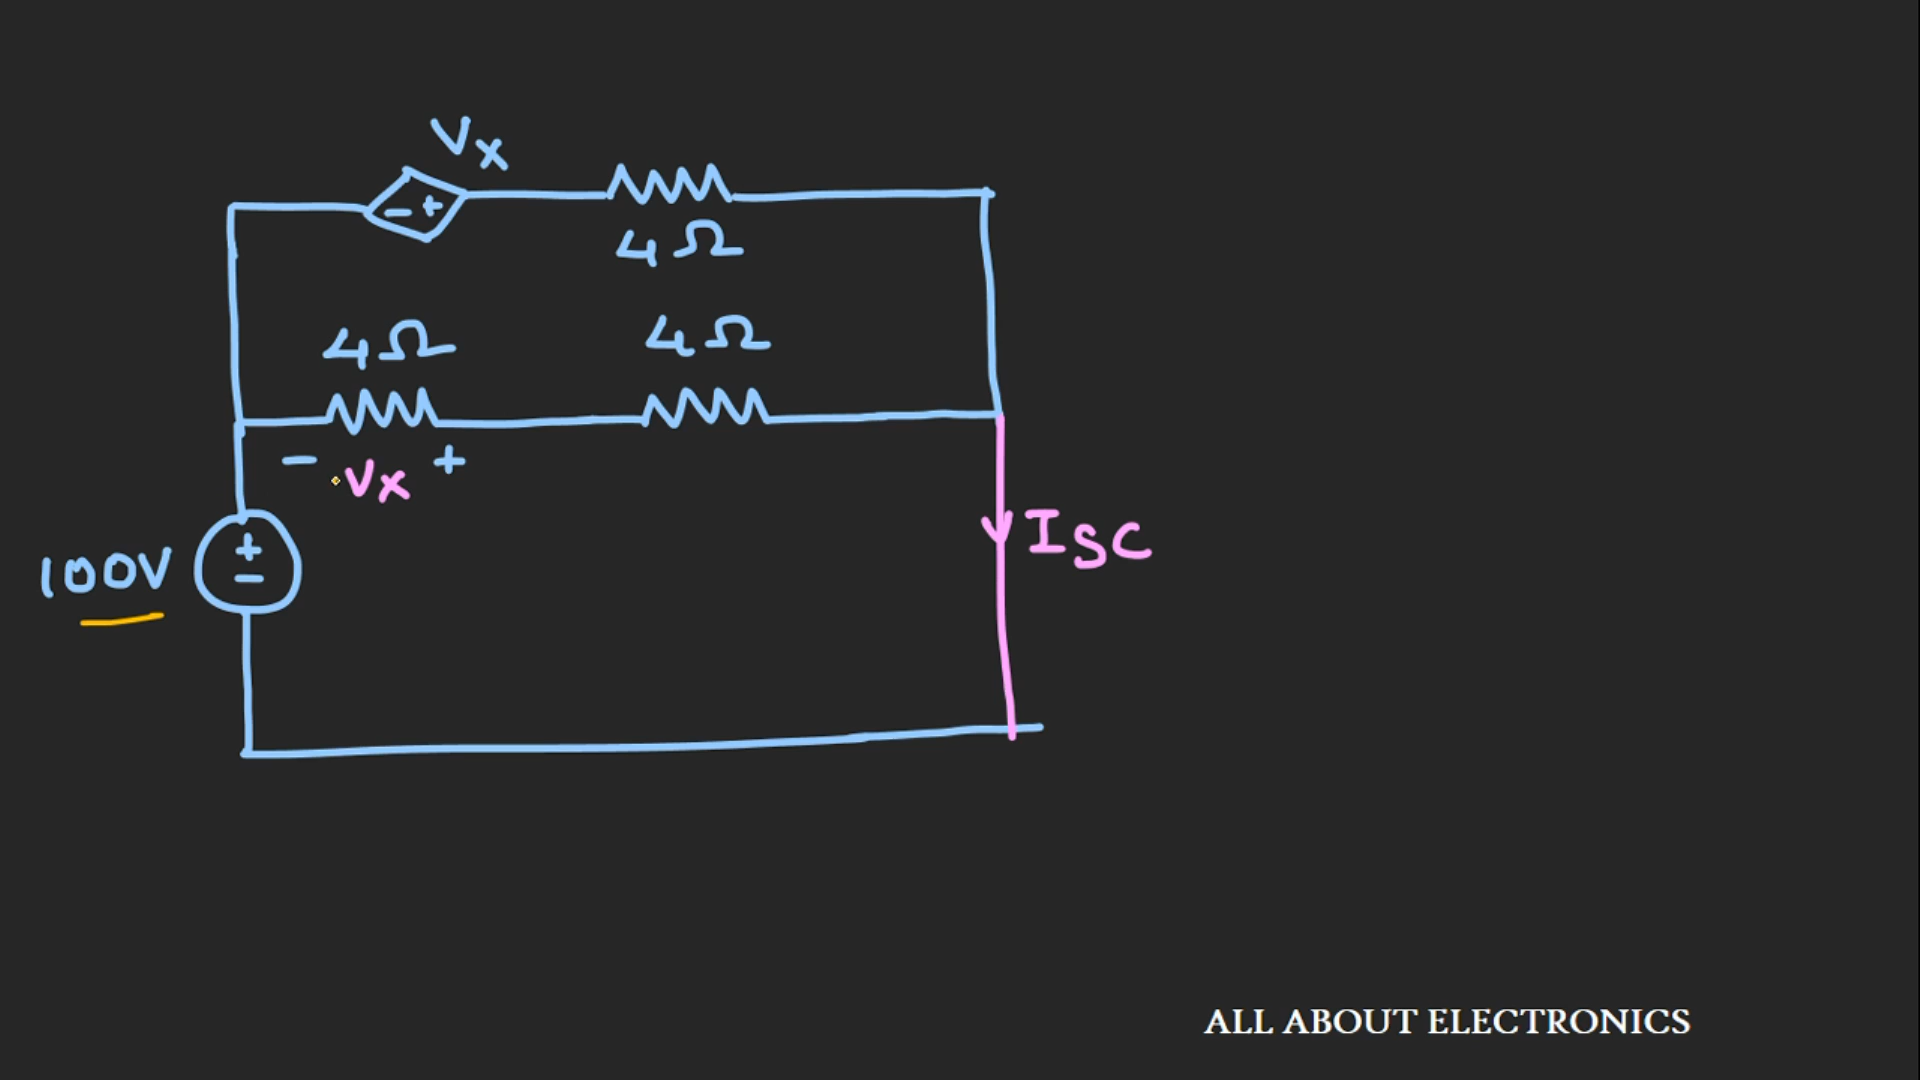 Vx
- +
4Ω
4Ω 4Ω
- Vx +
100V + -
ISC
ALL ABOUT ELECTRONICS